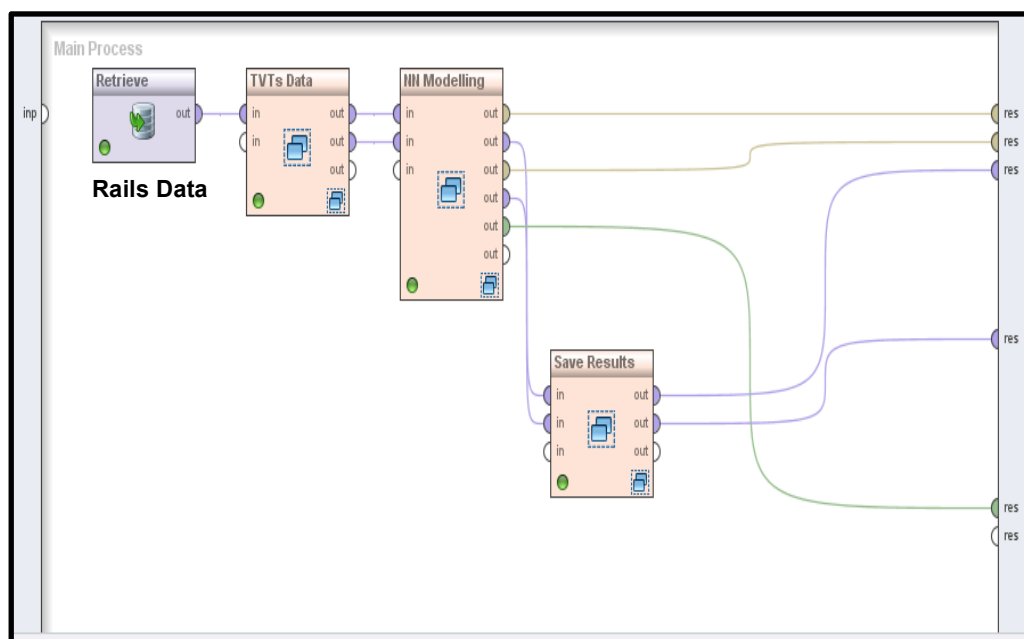 Main Process
Retrieve
TVTs Data
NN Modelling
inp
out
in
out
in
out
res
in
out
in
out
res
out
in
out
res
Rails Data
out
out
out
Save Results
res
in
out
in
out
in
out
res
res